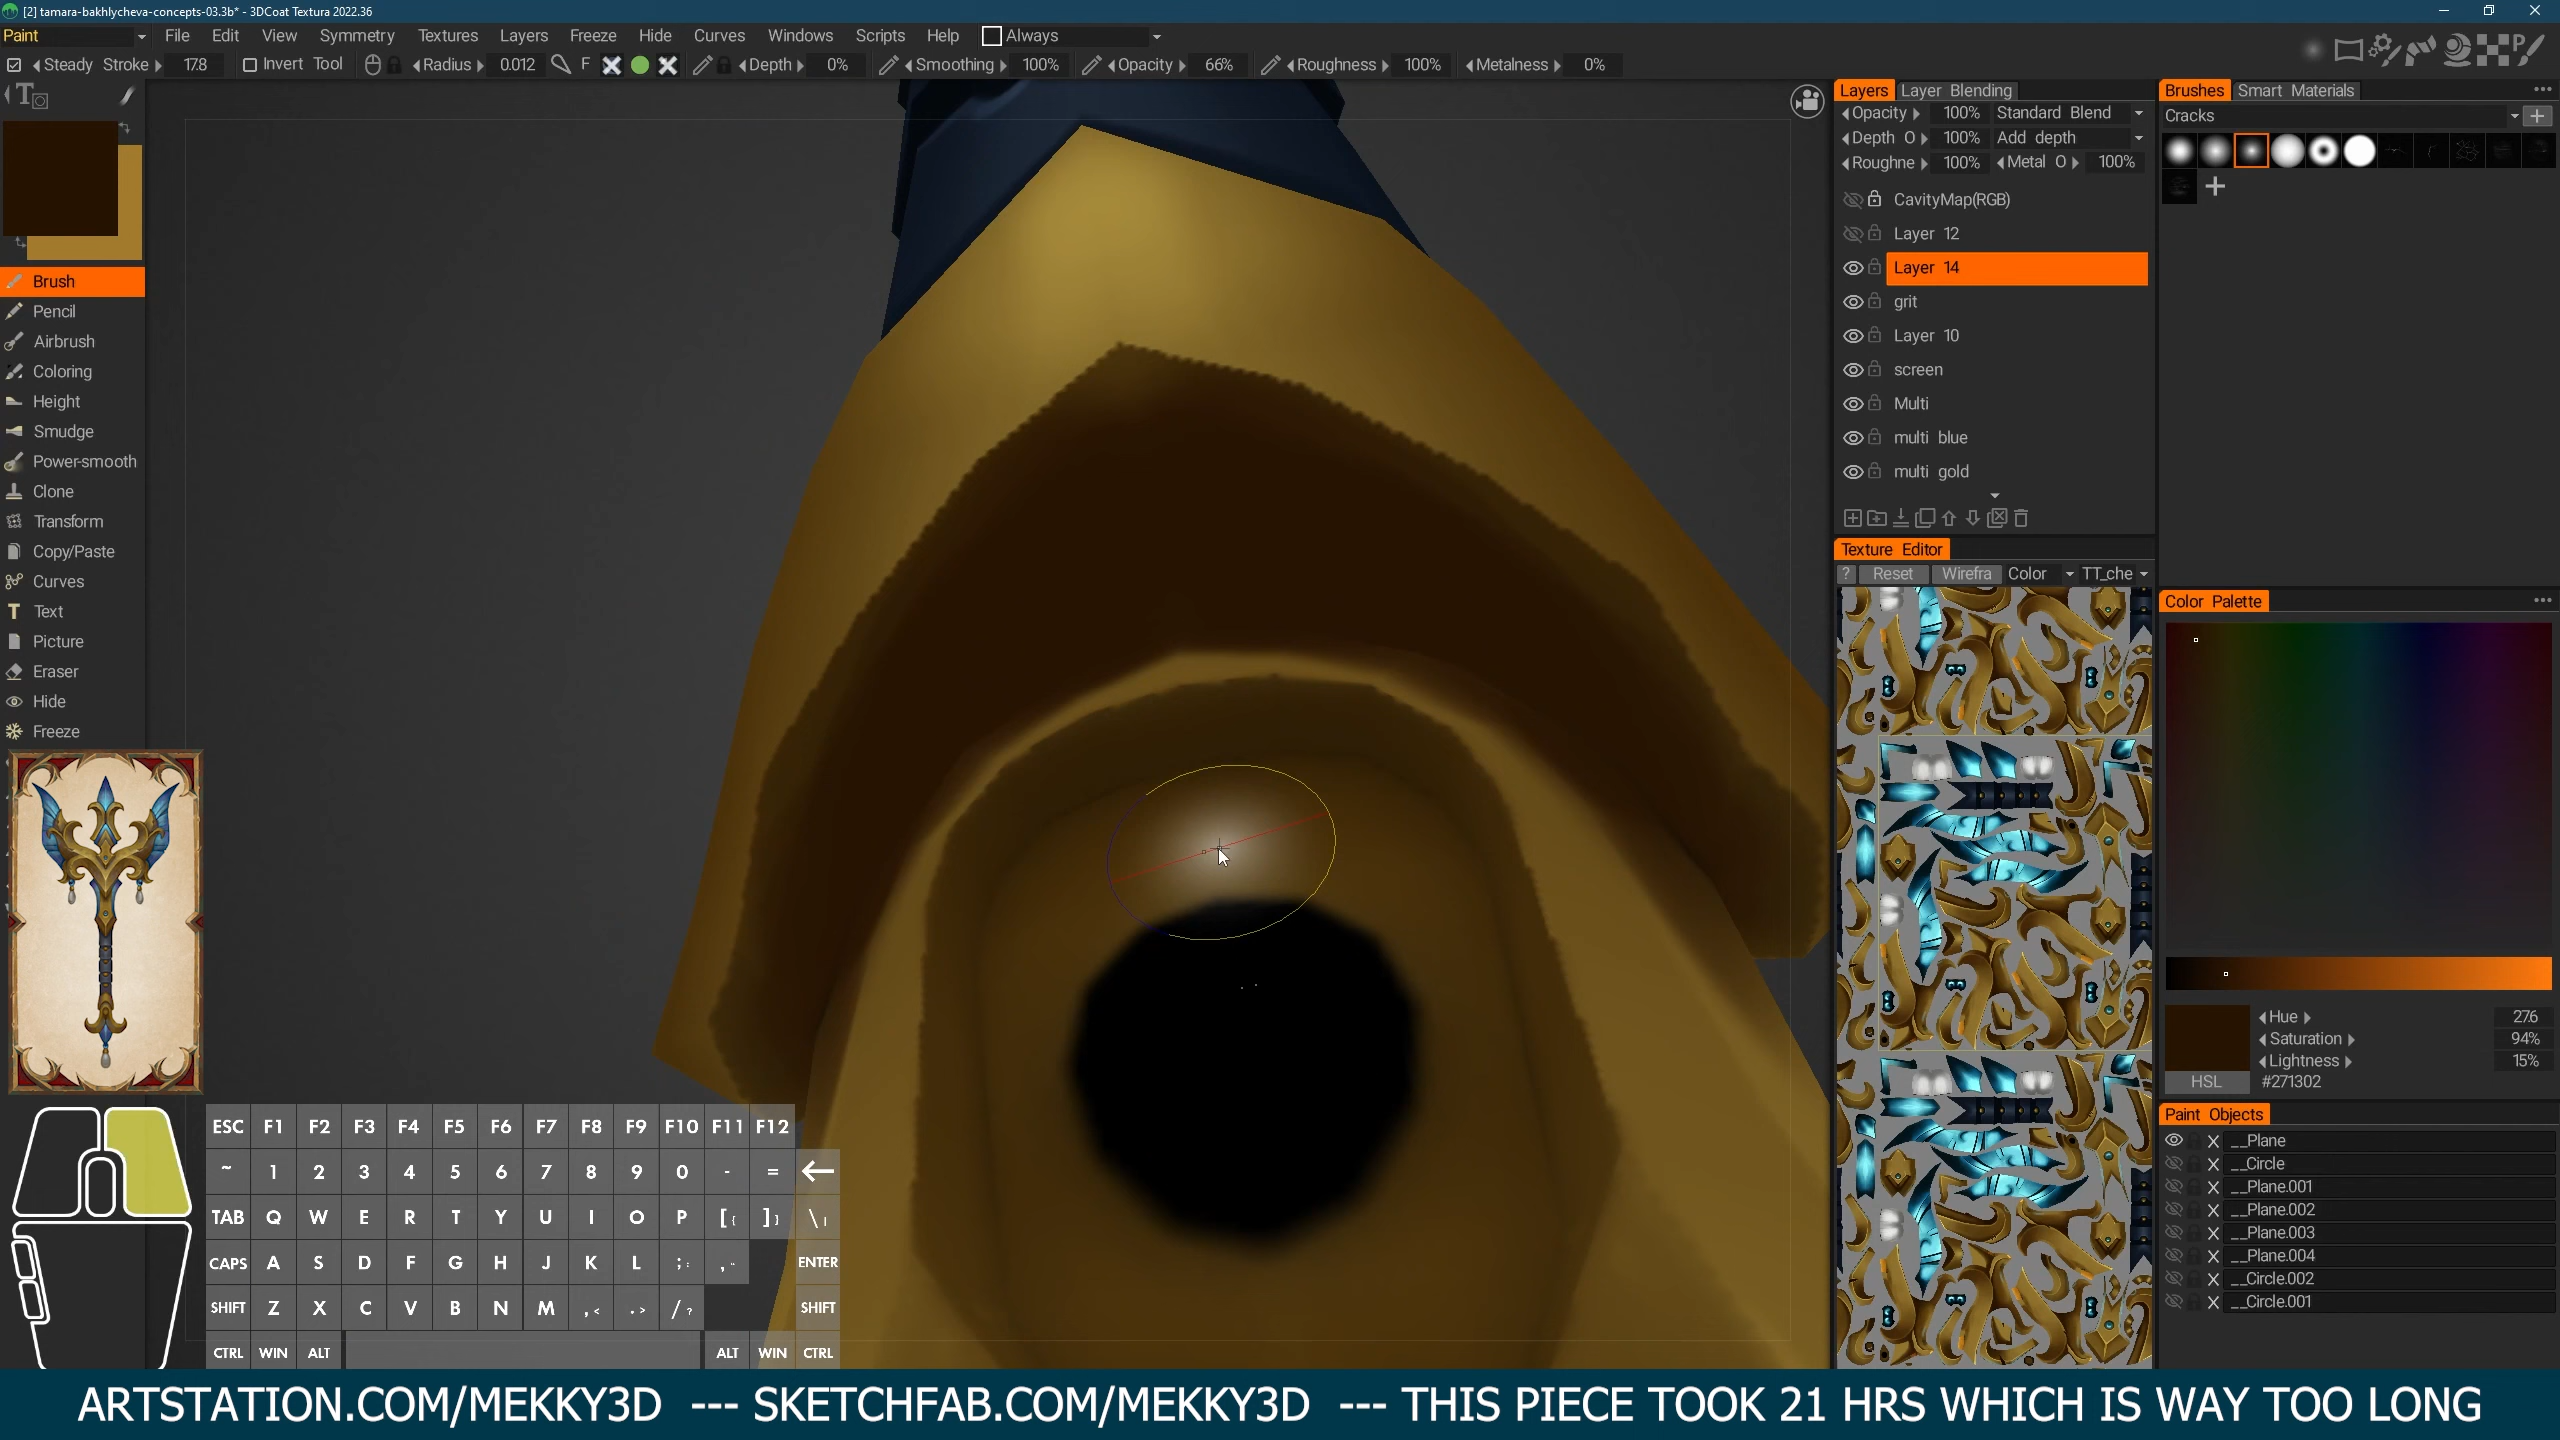 [2] tamara-bakhlycheva-concepts-03.3b* - 3DCoat Textura 2022.36
Paint File Edit View Symmetry Textures Layers Freeze Hide Curves Windows Scripts Help Always
Steady Stroke 17.8 Invert Tool Radius 0.012 F Depth 0% Smoothing 100% Opacity 66% Roughness 100% Metalness 0%
Brush
Pencil
Airbrush
Coloring
Height
Smudge
Power-smooth
Clone
Transform
Copy/Paste
Curves
Text
Picture
Eraser
Hide
Freeze
ESC F1 F2 F3 F4 F5 F6 F7 F8 F9 F10 F11 F12
~ 1 2 3 4 5 6 7 8 9 0 - =
TAB Q W E R T Y U I O P [{ ]} \|
CAPS A S D F G H J K L ;: ENTER
SHIFT Z X C V B N M ,< .> /? SHIFT
CTRL WIN ALT ALT WIN CTRL
Layers Layer Blending
Opacity 100% Standard Blend
Depth O 100% Add depth
Roughne 100% Metal O 100%
CavityMap(RGB)
Layer 12
Layer 14
grit
Layer 10
screen
Multi
multi blue
multi gold
Texture Editor
? Reset Wirefra Color TT_che
Brushes Smart Materials
Cracks
Color Palette
Hue 27.6
Saturation 94%
Lightness 15%
HSL #271302
Paint Objects
X __Plane
X __Circle
X __Plane.001
X __Plane.002
X __Plane.003
X __Plane.004
X __Circle.002
X __Circle.001
ARTSTATION.COM/MEKKY3D --- SKETCHFAB.COM/MEKKY3D --- THIS PIECE TOOK 21 HRS WHICH IS WAY TOO LONG